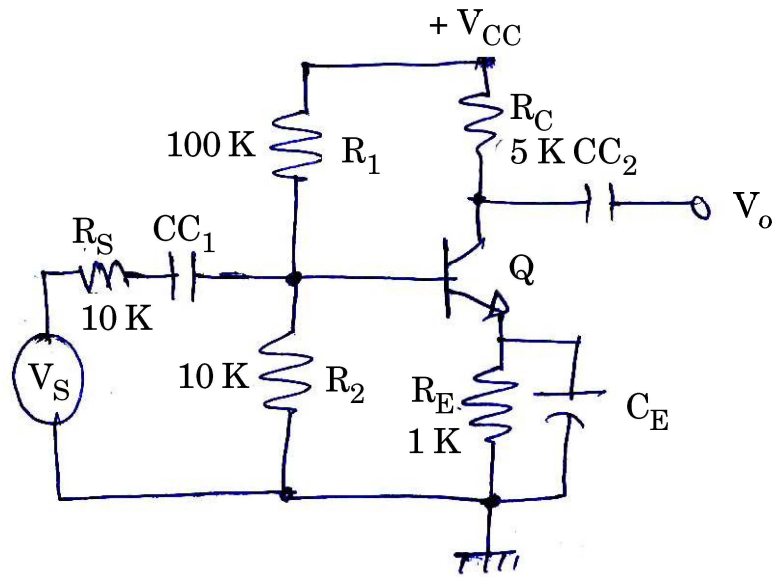 + V_CC
R_C
100 K R_1
5 K CC_2
V_o
R_S CC_1
Q
10 K
V_S
10 K R_2
R_E
1 K
C_E